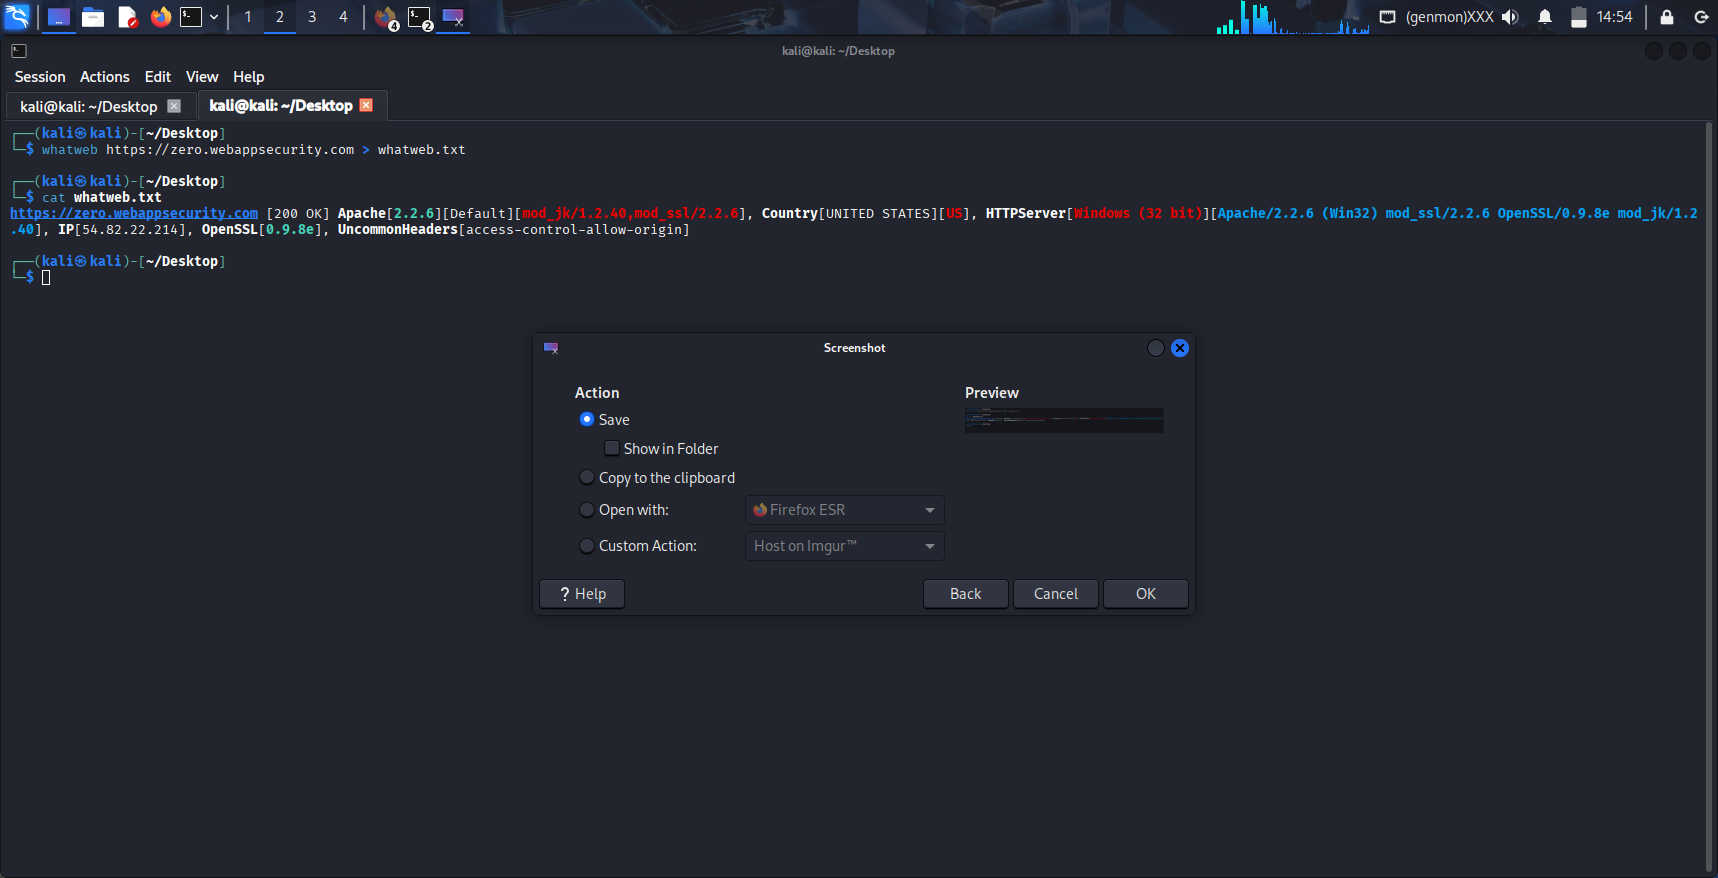 1 2 3 4 4 2 (genmon)XXX 14:54
kali@kali: ~/Desktop
Session Actions Edit View Help
kali@kali: ~/Desktop kali@kali: ~/Desktop
┌──(kali㉿kali)-[~/Desktop]
└─$ whatweb https://zero.webappsecurity.com > whatweb.txt
┌──(kali㉿kali)-[~/Desktop]
└─$ cat whatweb.txt
https://zero.webappsecurity.com [200 OK] Apache[2.2.6][Default][mod_jk/1.2.40,mod_ssl/2.2.6], Country[UNITED STATES][US], HTTPServer[Windows (32 bit)][Apache/2.2.6 (Win32) mod_ssl/2.2.6 OpenSSL/0.9.8e mod_jk/1.2
.40], IP[54.82.22.214], OpenSSL[0.9.8e], UncommonHeaders[access-control-allow-origin]
┌──(kali㉿kali)-[~/Desktop]
└─$
Screenshot
Action Preview
Save
Show in Folder
Copy to the clipboard
Open with: Firefox ESR
Custom Action: Host on Imgur™
? Help Back Cancel OK